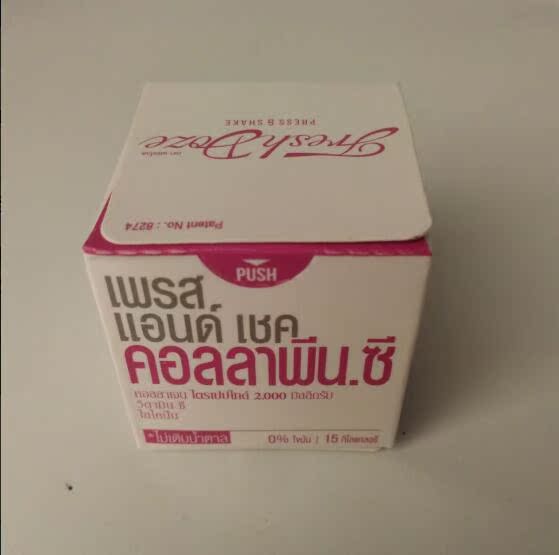 Fresh Doze
PRESS & SHAKE
Patent No. : 8274
PUSH
เพรส
แอนด์ เชค
คอลลาพีน.ซี
คอลลาเจน ไตรเปปไทด์ 2,000 มิลลิกรัม
วิตามิน ซี
ไลโคปีน
*ไม่เติมน้ำตาล
0% ไขมัน | 15 กิโลแคลอรี